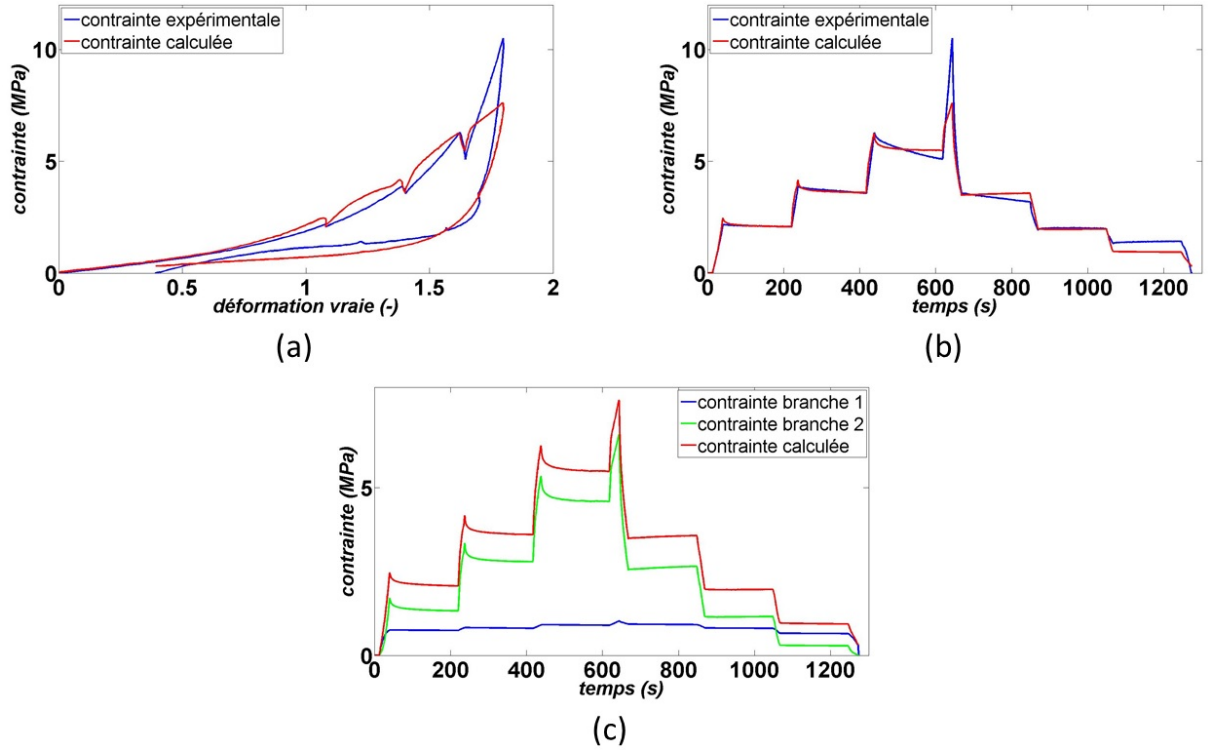 contrainte expérimentale
contrainte calculée
10
5
0
contrainte (MPa)
0
0.5
1
1.5
2
déformation vraie (-)
(a)
contrainte expérimentale
contrainte calculée
10
5
0
contrainte (MPa)
0 200 400 600 800 1000 1200
temps (s)
(b)
contrainte branche 1
contrainte branche 2
contrainte calculée
5
0
contrainte (MPa)
0 200 400 600 800 1000 1200
temps (s)
(c)